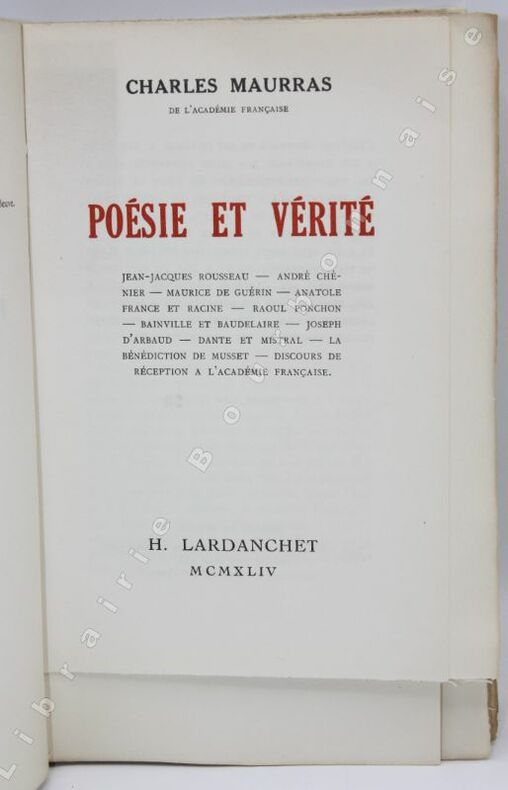 CHARLES MAURRAS
DE L'ACADÉMIE FRANÇAISE
POÉSIE ET VÉRITÉ
JEAN-JACQUES ROUSSEAU — ANDRÉ CHÉ-
NIER — MAURICE DE GUÉRIN — ANATOLE
FRANCE ET RACINE — RAOUL PONCHON
— BAINVILLE ET BAUDELAIRE — JOSEPH
D'ARBAUD — DANTE ET MISTRAL — LA
BÉNÉDICTION DE MUSSET — DISCOURS DE
RÉCEPTION A L'ACADÉMIE FRANÇAISE.
H. LARDANCHET
MCMXLIV
Librairie Bourbonnaise